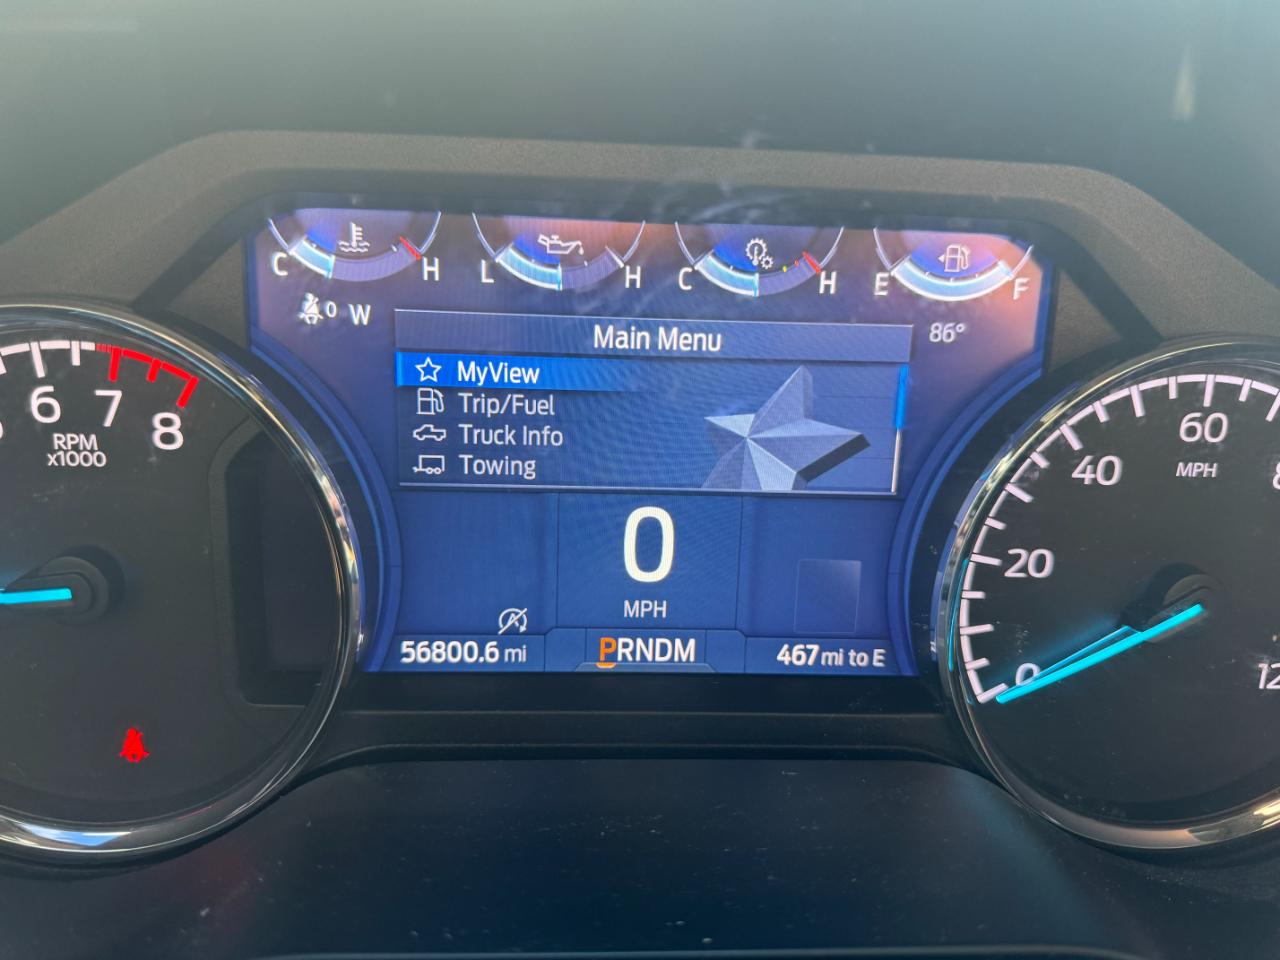 C H L H C H E F
0 W
86°
Main Menu
MyView
Trip/Fuel
Truck Info
Towing
6 7 8
RPM
x1000
0
MPH
56800.6 mi
PRNDM
467 mi to E
0 20 40 60
MPH